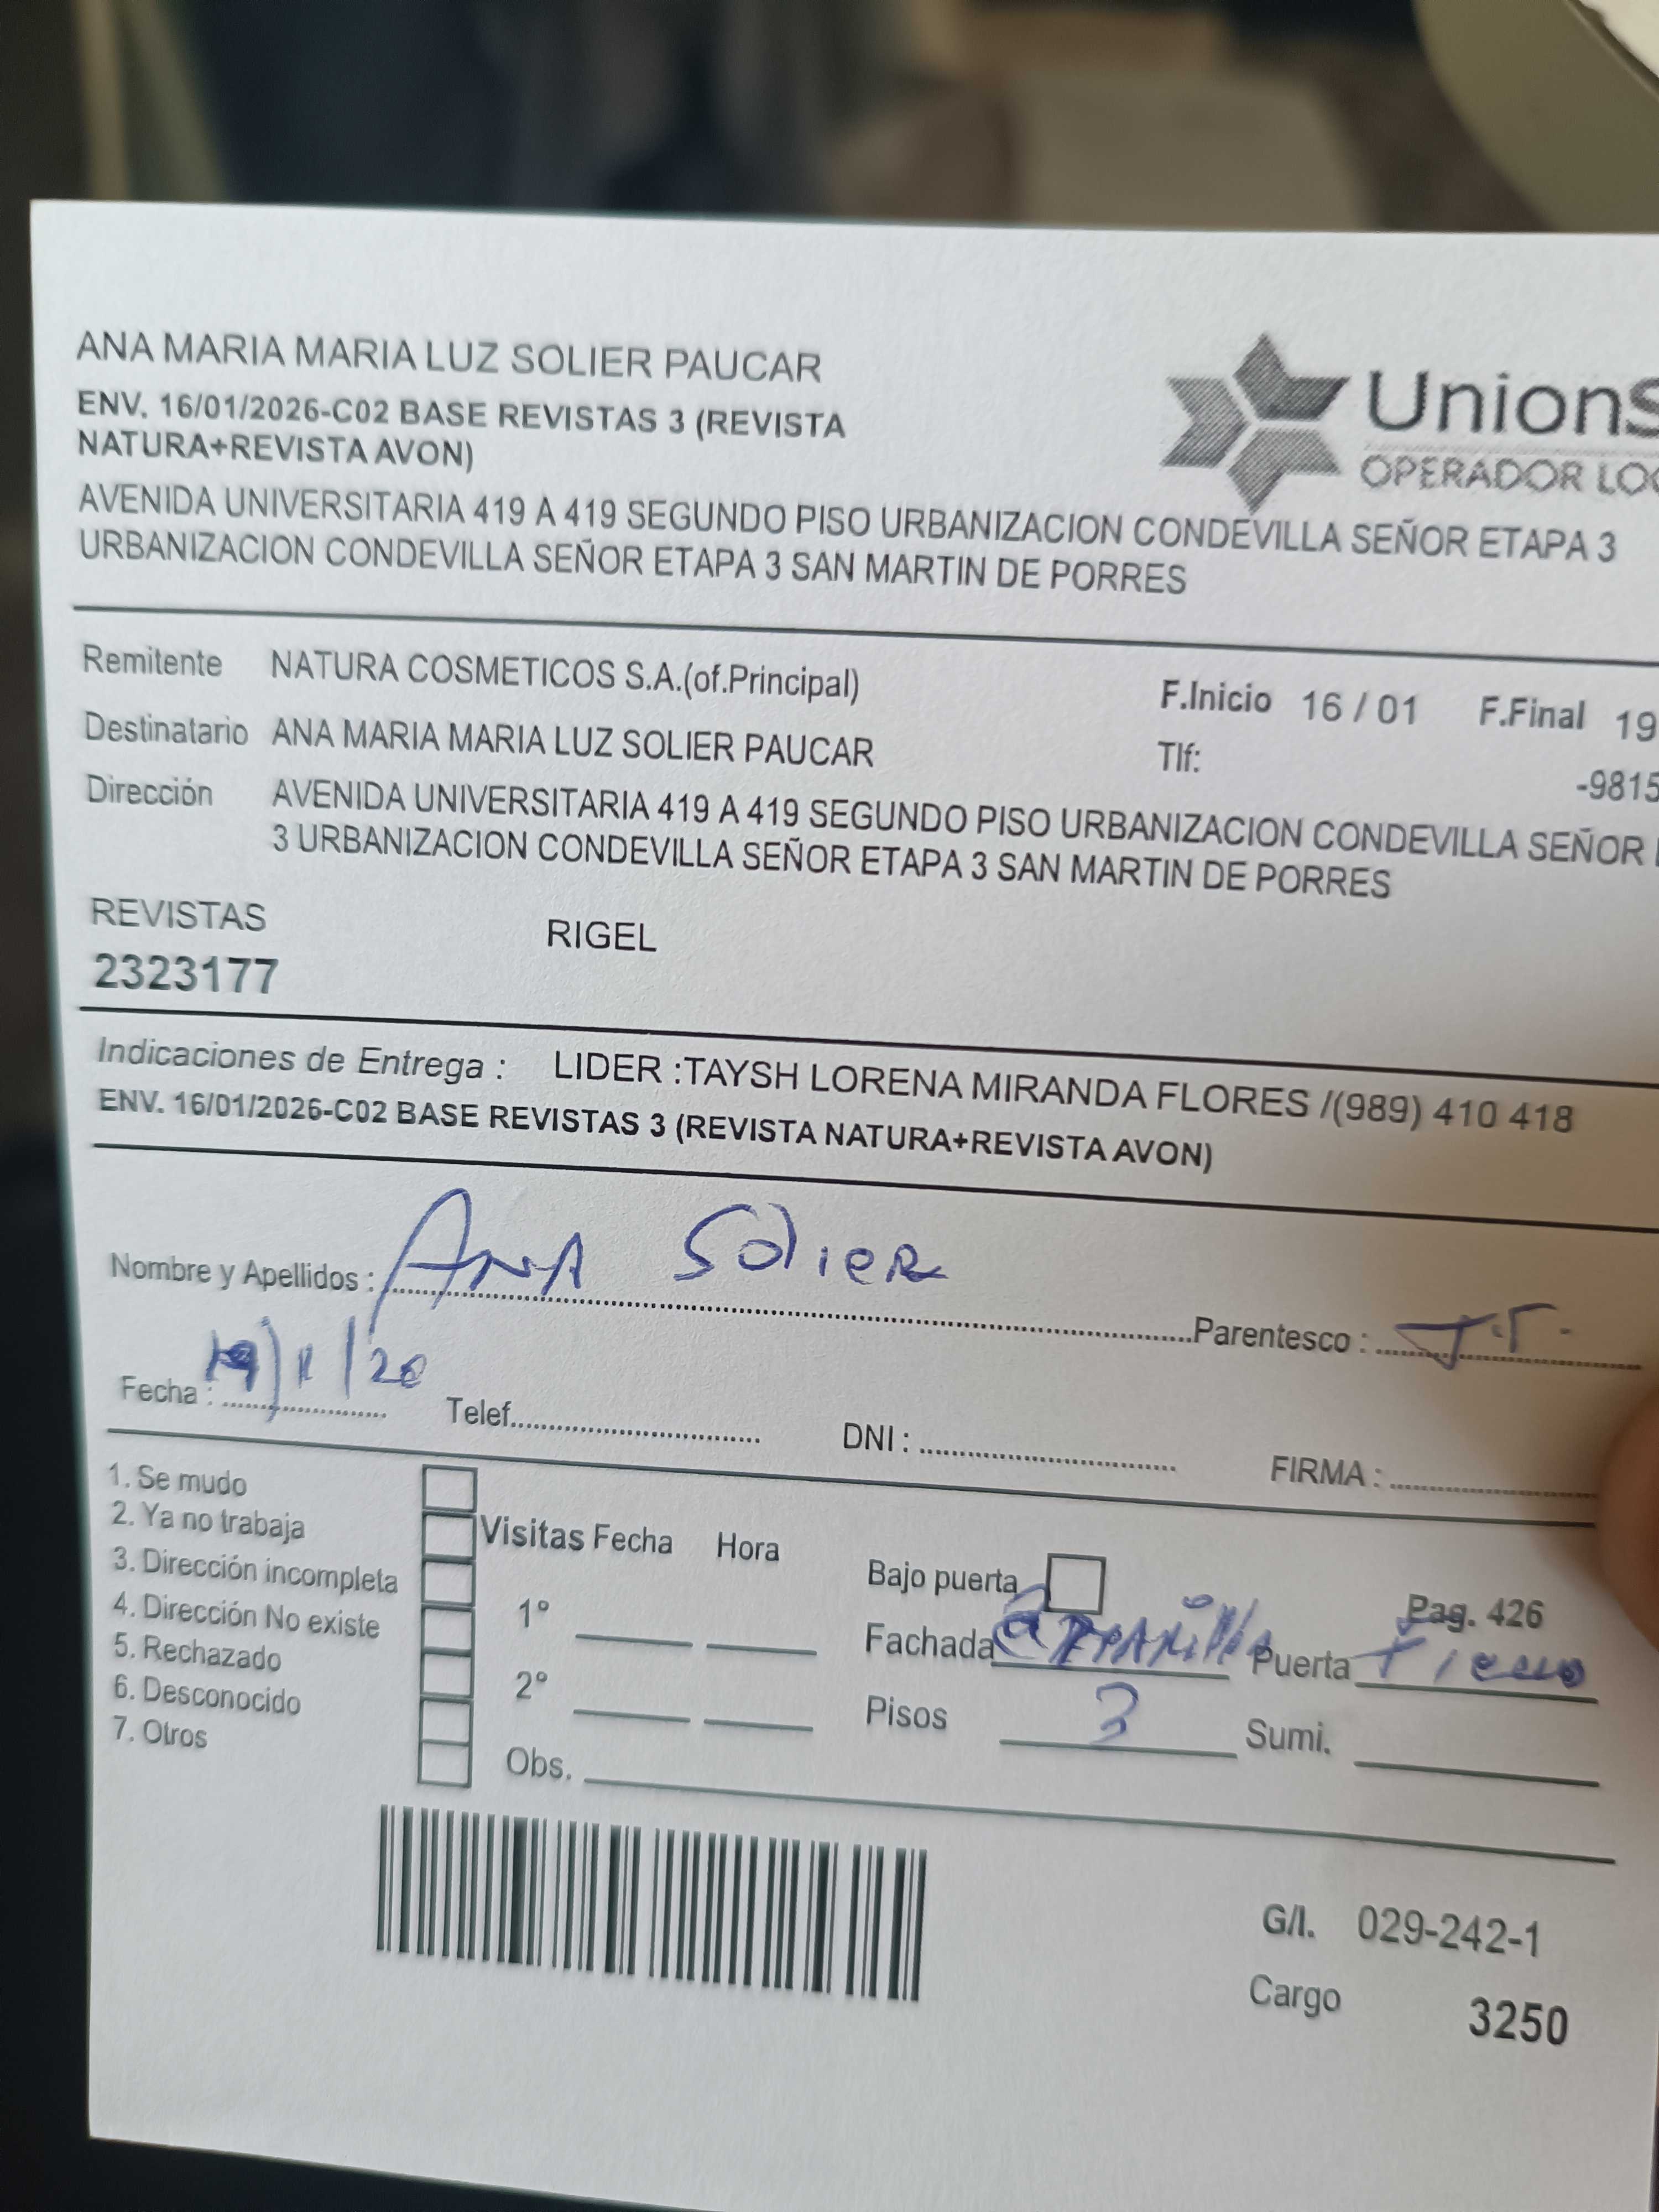 ANA MARIA MARIA LUZ SOLIER PAUCAR
ENV. 16/01/2026-C02 BASE REVISTAS 3 (REVISTA
NATURA+REVISTA AVON)
UnionS
OPERADOR LOG
AVENIDA UNIVERSITARIA 419 A 419 SEGUNDO PISO URBANIZACION CONDEVILLA SEÑOR ETAPA 3
URBANIZACION CONDEVILLA SEÑOR ETAPA 3 SAN MARTIN DE PORRES
Remitente NATURA COSMETICOS S.A.(of.Principal)
F.Inicio 16 / 01 F.Final 19
Destinatario ANA MARIA MARIA LUZ SOLIER PAUCAR
Tlf: -9815
Dirección AVENIDA UNIVERSITARIA 419 A 419 SEGUNDO PISO URBANIZACION CONDEVILLA SEÑOR
3 URBANIZACION CONDEVILLA SEÑOR ETAPA 3 SAN MARTIN DE PORRES
REVISTAS RIGEL
2323177
Indicaciones de Entrega : LIDER :TAYSH LORENA MIRANDA FLORES /(989) 410 418
ENV. 16/01/2026-C02 BASE REVISTAS 3 (REVISTA NATURA+REVISTA AVON)
Nombre y Apellidos : ANA SolieR Parentesco :
Fecha : Telef. DNI : FIRMA :
1. Se mudo
2. Ya no trabaja
3. Dirección incompleta
4. Dirección No existe
5. Rechazado
6. Desconocido
7. Otros
Visitas Fecha Hora
1°
2°
Obs.
Bajo puerta Pag. 426
Fachada Puerta
Pisos 3 Sumi.
G/I. 029-242-1
Cargo 3250